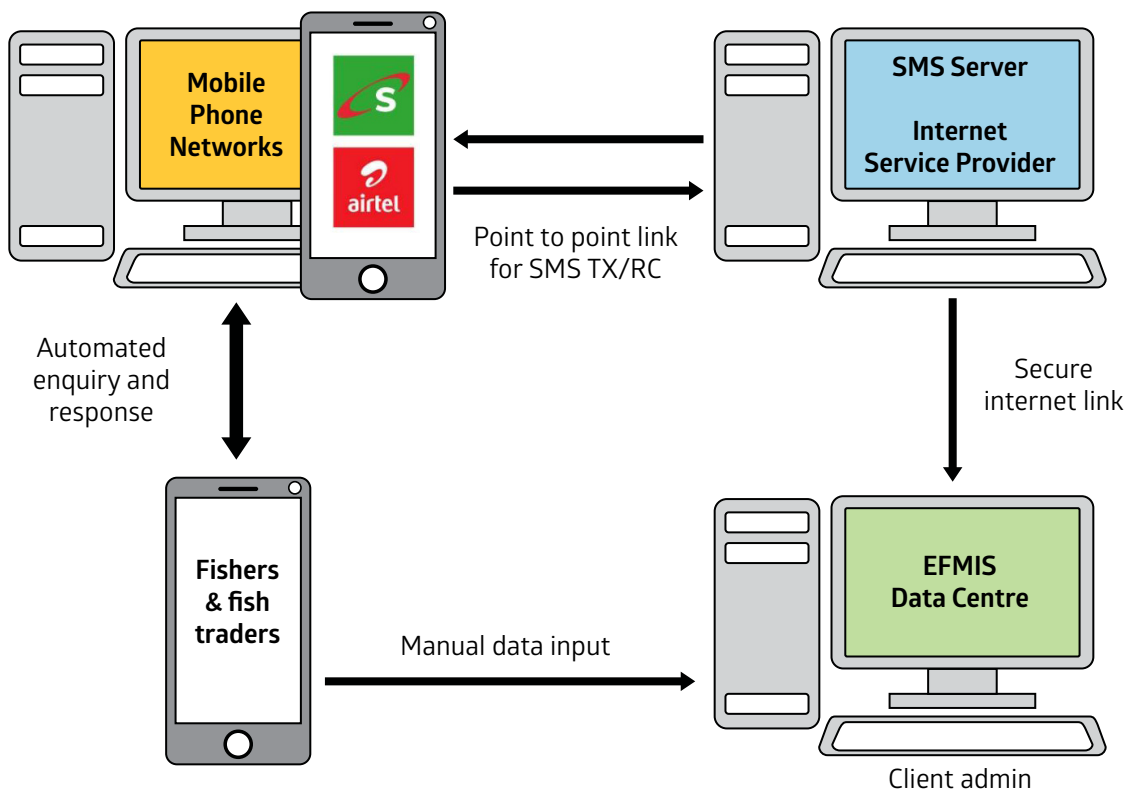 Mobile
Phone
Networks
S
airtel
SMS Server
Internet
Service Provider
Point to point link
for SMS TX/RC
Automated
enquiry and
response
Secure
internet link
Fishers
& fish
traders
Manual data input
EFMIS
Data Centre
Client admin